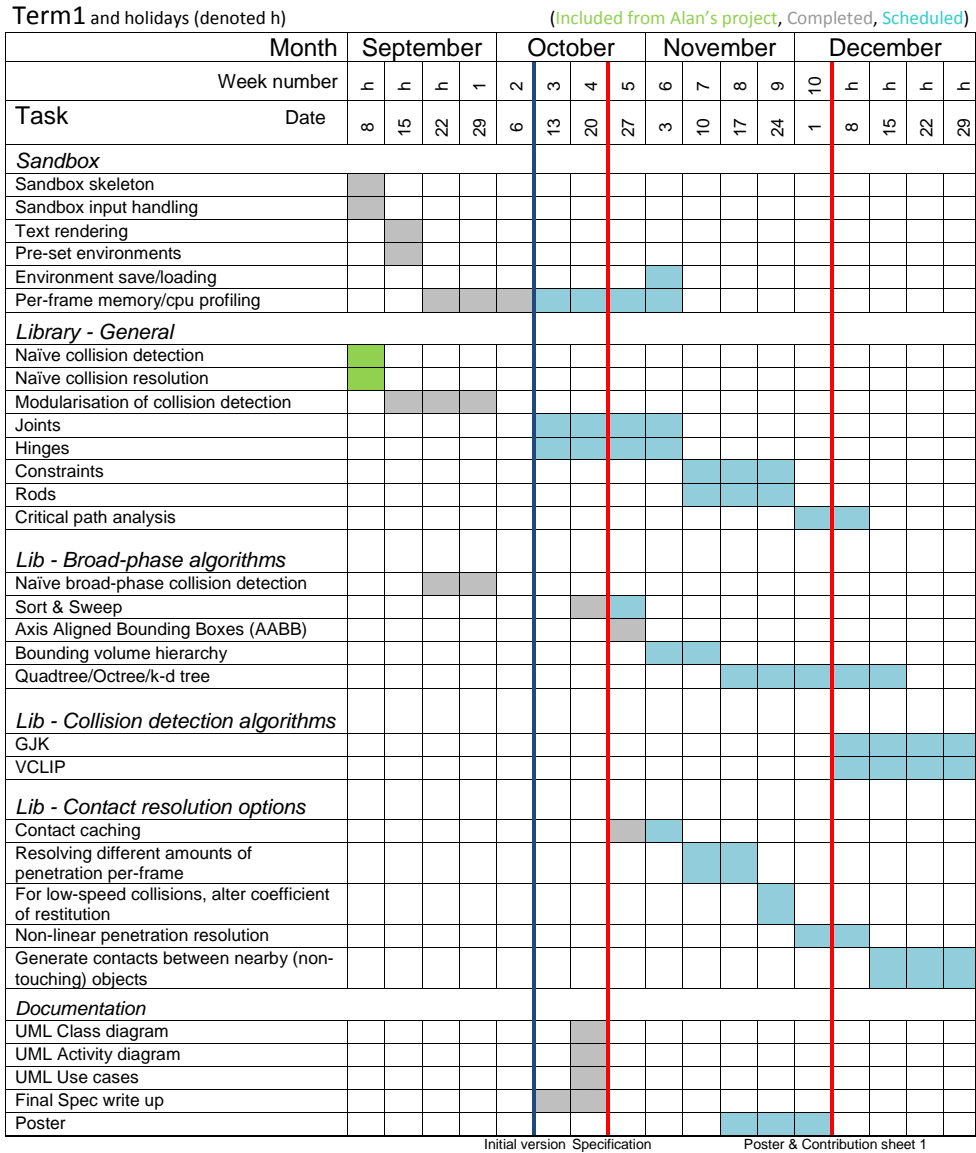 Term1 and holidays (denoted h) (Included from Alan's project, Completed, Scheduled)
Month September October November December
Week number h h h 1 2 3 4 5 6 7 8 9 10 h h h h
Task Date 8 15 22 29 6 13 20 27 3 10 17 24 1 8 15 22 29
Sandbox
Sandbox skeleton
Sandbox input handling
Text rendering
Pre-set environments
Environment save/loading
Per-frame memory/cpu profiling
Library - General
Naïve collision detection
Naïve collision resolution
Modularisation of collision detection
Joints
Hinges
Constraints
Rods
Critical path analysis
Lib - Broad-phase algorithms
Naïve broad-phase collision detection
Sort & Sweep
Axis Aligned Bounding Boxes (AABB)
Bounding volume hierarchy
Quadtree/Octree/k-d tree
Lib - Collision detection algorithms
GJK
VCLIP
Lib - Contact resolution options
Contact caching
Resolving different amounts of
penetration per-frame
For low-speed collisions, alter coefficient
of restitution
Non-linear penetration resolution
Generate contacts between nearby (non-
touching) objects
Documentation
UML Class diagram
UML Activity diagram
UML Use cases
Final Spec write up
Poster
Initial version Specification Poster & Contribution sheet 1